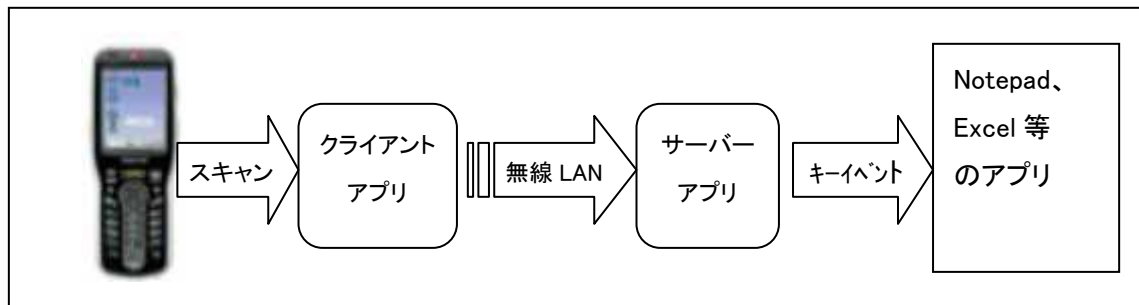 スキャン
クライアント
アプリ
無線 LAN
サーバー
アプリ
キーイベント
Notepad、
Excel 等
のアプリ